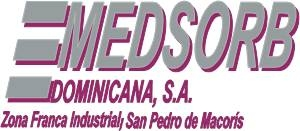 MEDSORB
DOMINICANA, S.A.
Zona Franca Industrial, San Pedro de Macorís